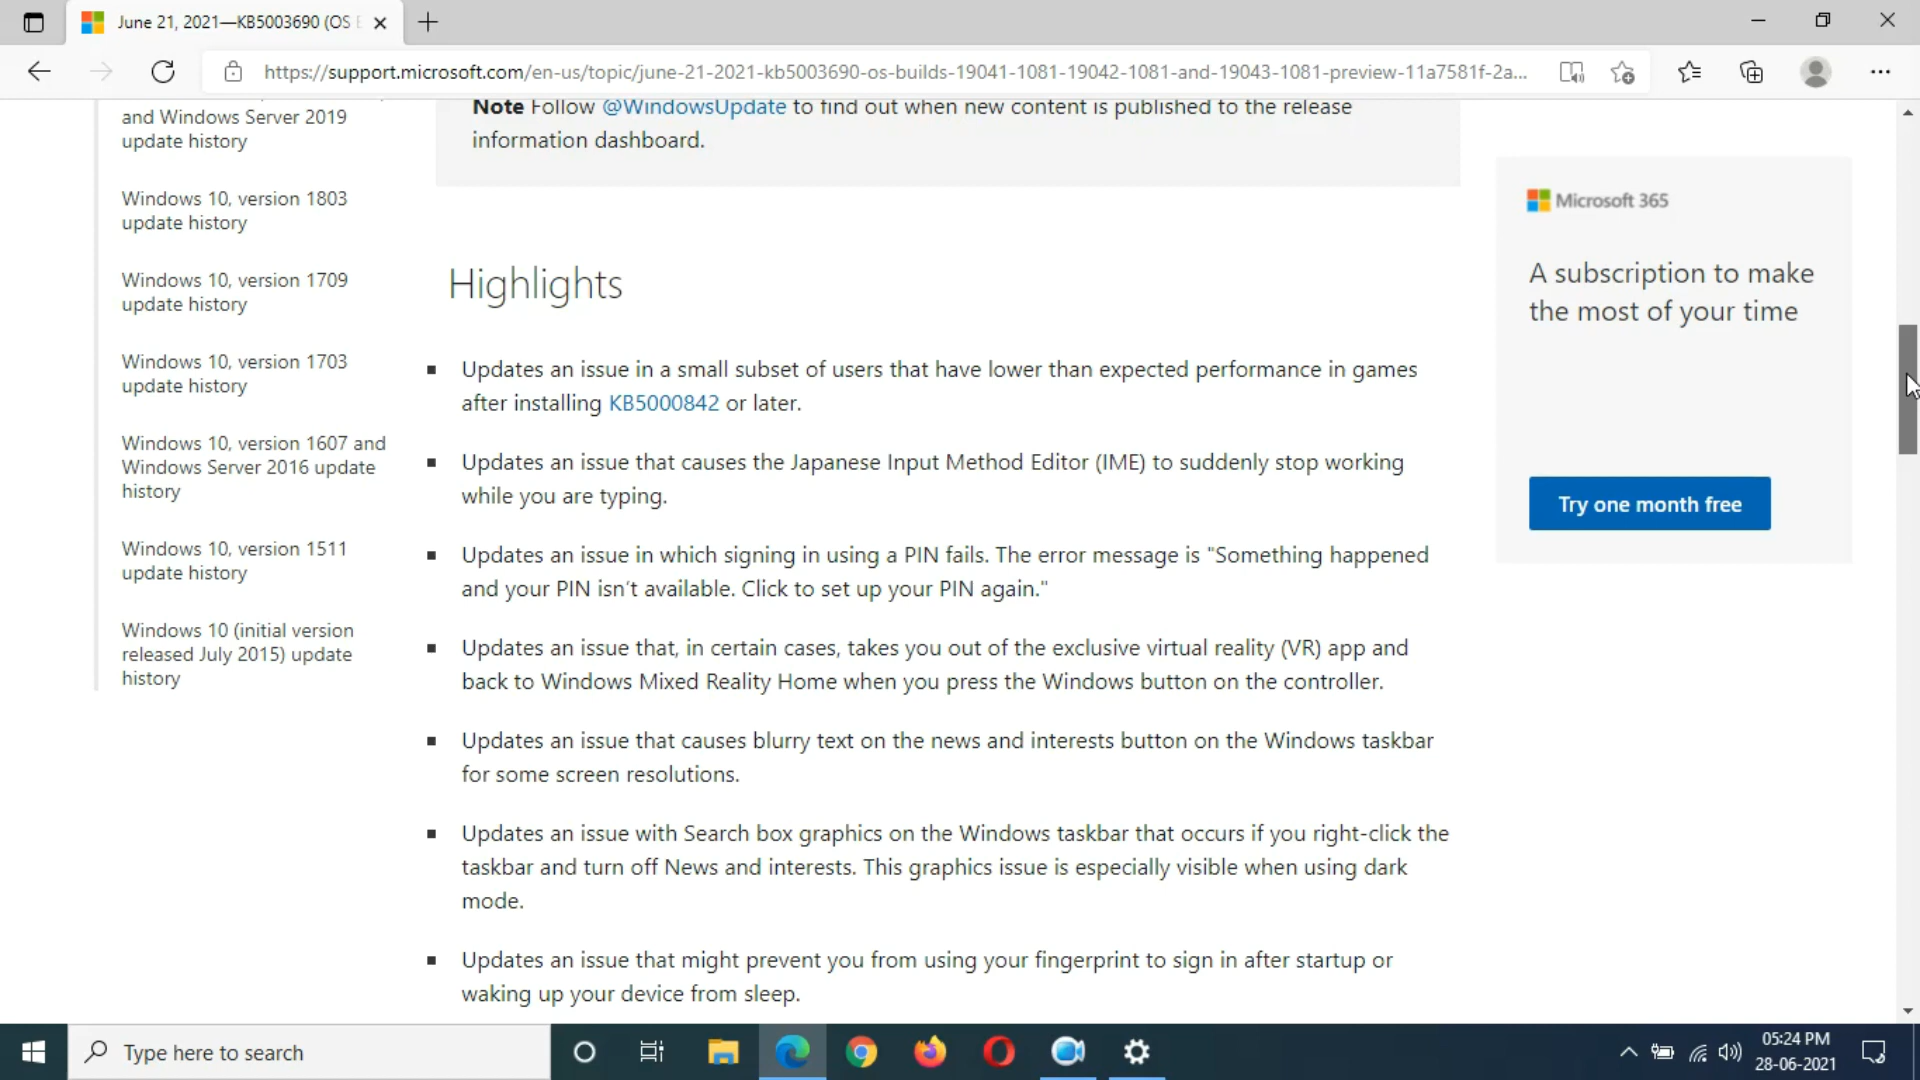 June 21, 2021—KB5003690 (OS
https://support.microsoft.com/en-us/topic/june-21-2021-kb5003690-os-builds-19041-1081-19042-1081-and-19043-1081-preview-11a7581f-2a...
and Windows Server 2019
update history
Windows 10, version 1803
update history
Windows 10, version 1709
update history
Windows 10, version 1703
update history
Windows 10, version 1607 and
Windows Server 2016 update
history
Windows 10, version 1511
update history
Windows 10 (initial version
released July 2015) update
history
Note Follow @WindowsUpdate to find out when new content is published to the release
information dashboard.
Highlights
▪ Updates an issue in a small subset of users that have lower than expected performance in games
after installing KB5000842 or later.
▪ Updates an issue that causes the Japanese Input Method Editor (IME) to suddenly stop working
while you are typing.
▪ Updates an issue in which signing in using a PIN fails. The error message is "Something happened
and your PIN isn't available. Click to set up your PIN again."
▪ Updates an issue that, in certain cases, takes you out of the exclusive virtual reality (VR) app and
back to Windows Mixed Reality Home when you press the Windows button on the controller.
▪ Updates an issue that causes blurry text on the news and interests button on the Windows taskbar
for some screen resolutions.
▪ Updates an issue with Search box graphics on the Windows taskbar that occurs if you right-click the
taskbar and turn off News and interests. This graphics issue is especially visible when using dark
mode.
▪ Updates an issue that might prevent you from using your fingerprint to sign in after startup or
waking up your device from sleep.
Microsoft 365
A subscription to make
the most of your time
Try one month free
Type here to search
05:24 PM
28-06-2021